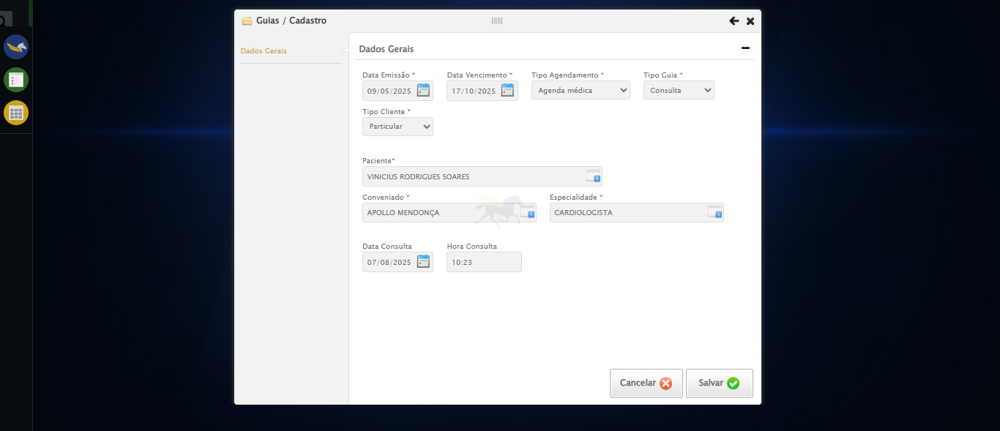 Guias / Cadastro
Dados Gerais
Dados Gerais
Data Emissão * Data Vencimento * Tipo Agendamento * Tipo Guia *
09/05/2025 17/10/2025 Agenda médica Consulta
Tipo Cliente *
Particular
Paciente*
VINICIUS RODRIGUES SOARES
Conveniado * Especialidade *
APOLLO MENDONÇA CARDIOLOGISTA
Data Consulta Hora Consulta
07/08/2025 10:23
Cancelar Salvar